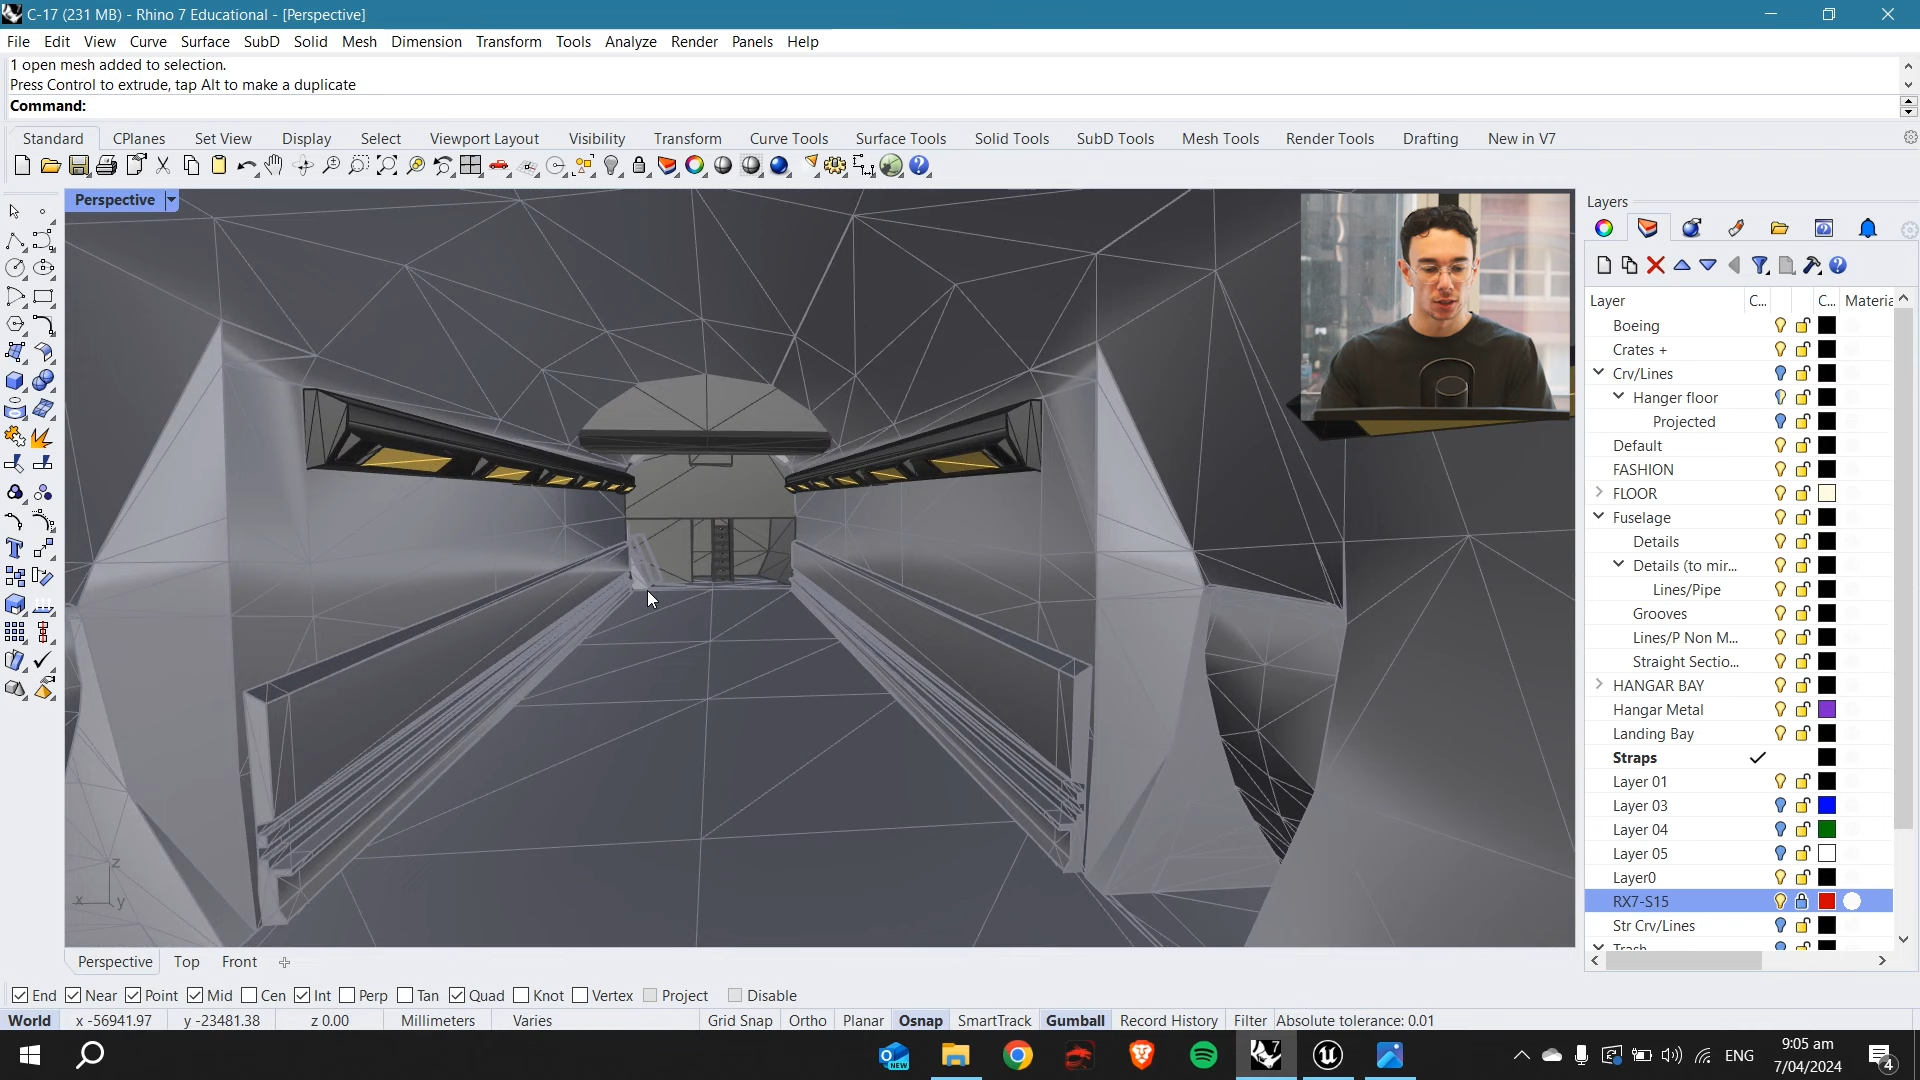 C-17 (231 MB) - Rhino 7 Educational - [Perspective]
File Edit View Curve Surface SubD Solid Mesh Dimension Transform Tools Analyze Render Panels Help
1 open mesh added to selection.
Press Control to extrude, tap Alt to make a duplicate
Command:
Standard CPlanes Set View Display Select Viewport Layout Visibility Transform Curve Tools Surface Tools Solid Tools SubD Tools Mesh Tools Render Tools Drafting New in V7
Perspective
Layers
Layer C... C... Materia
Boeing
Crates +
Crv/Lines
Hanger floor
Projected
Default
FASHION
FLOOR
Fuselage
Details
Details (to mir...
Lines/Pipe
Grooves
Lines/P Non M...
Straight Sectio...
HANGAR BAY
Hangar Metal
Landing Bay
Straps
Layer 01
Layer 03
Layer 04
Layer 05
Layer0
RX7-S15
Str Crv/Lines
Trash
z
x y
Perspective Top Front
End Near Point Mid Cen Int Perp Tan Quad Knot Vertex Project Disable
World x -56941.97 y -23481.38 z 0.00 Millimeters Varies Grid Snap Ortho Planar Osnap SmartTrack Gumball Record History Filter Absolute tolerance: 0.01
NEW
ENG
9:05 am
7/04/2024
4